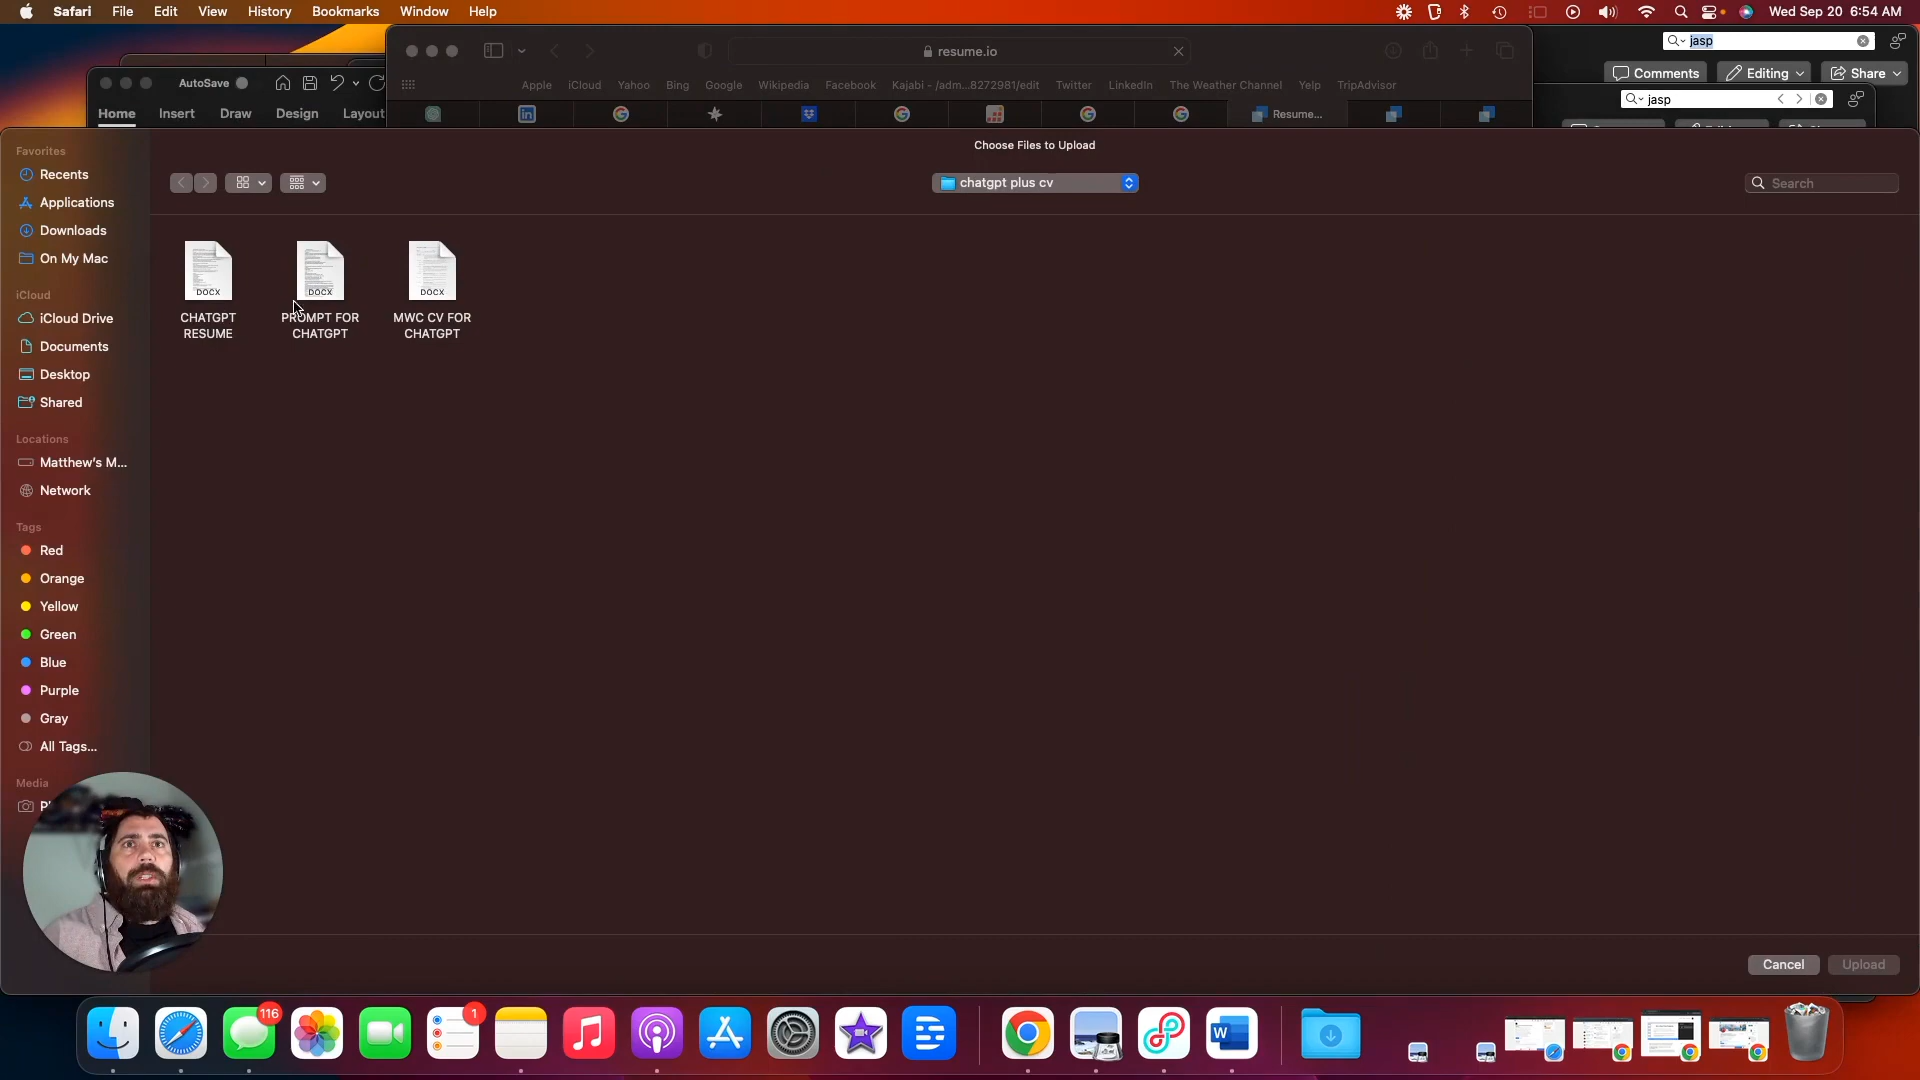 Safari File Edit View History Bookmarks Window Help Wed Sep 20 6:54 AM
jasp
AutoSave
resume.io
Comments Editing Share
Apple iCloud Yahoo Bing Google Wikipedia Facebook Kajabi - /adm...8272981/edit Twitter LinkedIn The Weather Channel Yelp TripAdvisor
jasp
Home Insert Draw Design Layout
Resume...
Choose Files to Upload
chatgpt plus cv
Search
Favorites
Recents
Applications
Downloads
On My Mac
iCloud
iCloud Drive
Documents
Desktop
Shared
Locations
Matthew's M...
Network
Tags
Red
Orange
Yellow
Green
Blue
Purple
Gray
All Tags...
Media
DOCX
CHATGPT
RESUME
DOCX
PROMPT FOR
CHATGPT
DOCX
MWC CV FOR
CHATGPT
Cancel Upload
116
1